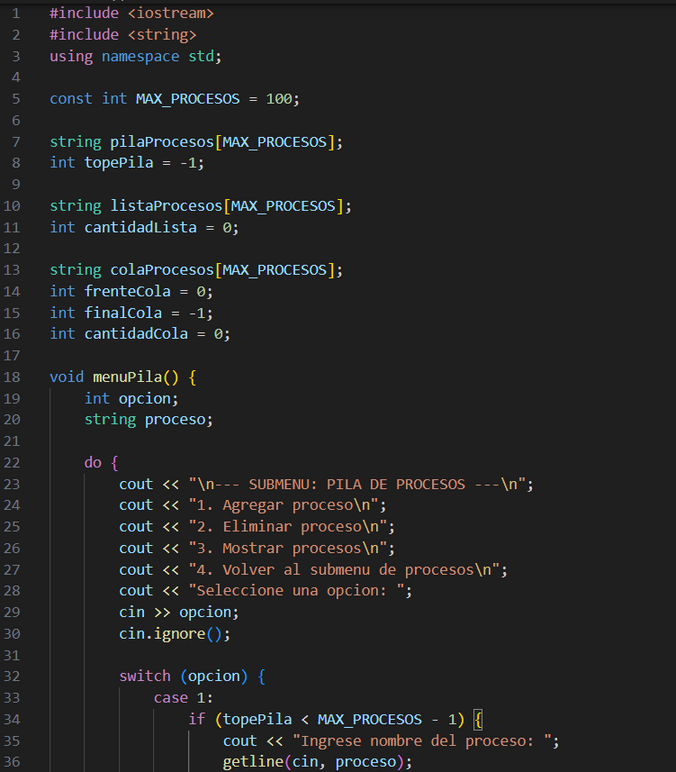 1 #include <iostream>
2 #include <string>
3 using namespace std;
4
5 const int MAX_PROCESOS = 100;
6
7 string pilaProcesos[MAX_PROCESOS];
8 int topePila = -1;
9
10 string listaProcesos[MAX_PROCESOS];
11 int cantidadLista = 0;
12
13 string colaProcesos[MAX_PROCESOS];
14 int frenteCola = 0;
15 int finalCola = -1;
16 int cantidadCola = 0;
17
18 void menuPila() {
19     int opcion;
20     string proceso;
21
22     do {
23         cout << "\n--- SUBMENU: PILA DE PROCESOS ---\n";
24         cout << "1. Agregar proceso\n";
25         cout << "2. Eliminar proceso\n";
26         cout << "3. Mostrar procesos\n";
27         cout << "4. Volver al submenu de procesos\n";
28         cout << "Seleccione una opcion: ";
29         cin >> opcion;
30         cin.ignore();
31
32         switch (opcion) {
33             case 1:
34                 if (topePila < MAX_PROCESOS - 1) {
35                     cout << "Ingrese nombre del proceso: ";
36                     getline(cin, proceso);